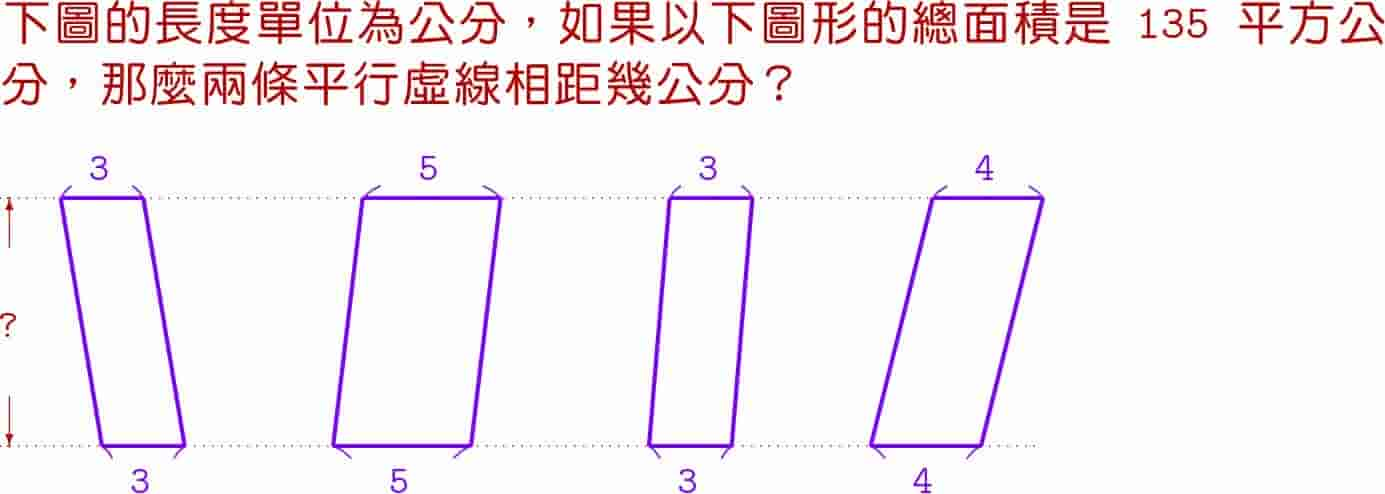 下圖的長度單位為公分，如果以下圖形的總面積是 135 平方公
分，那麼兩條平行虛線相距幾公分？
3 5 3 4
?
3 5 3 4